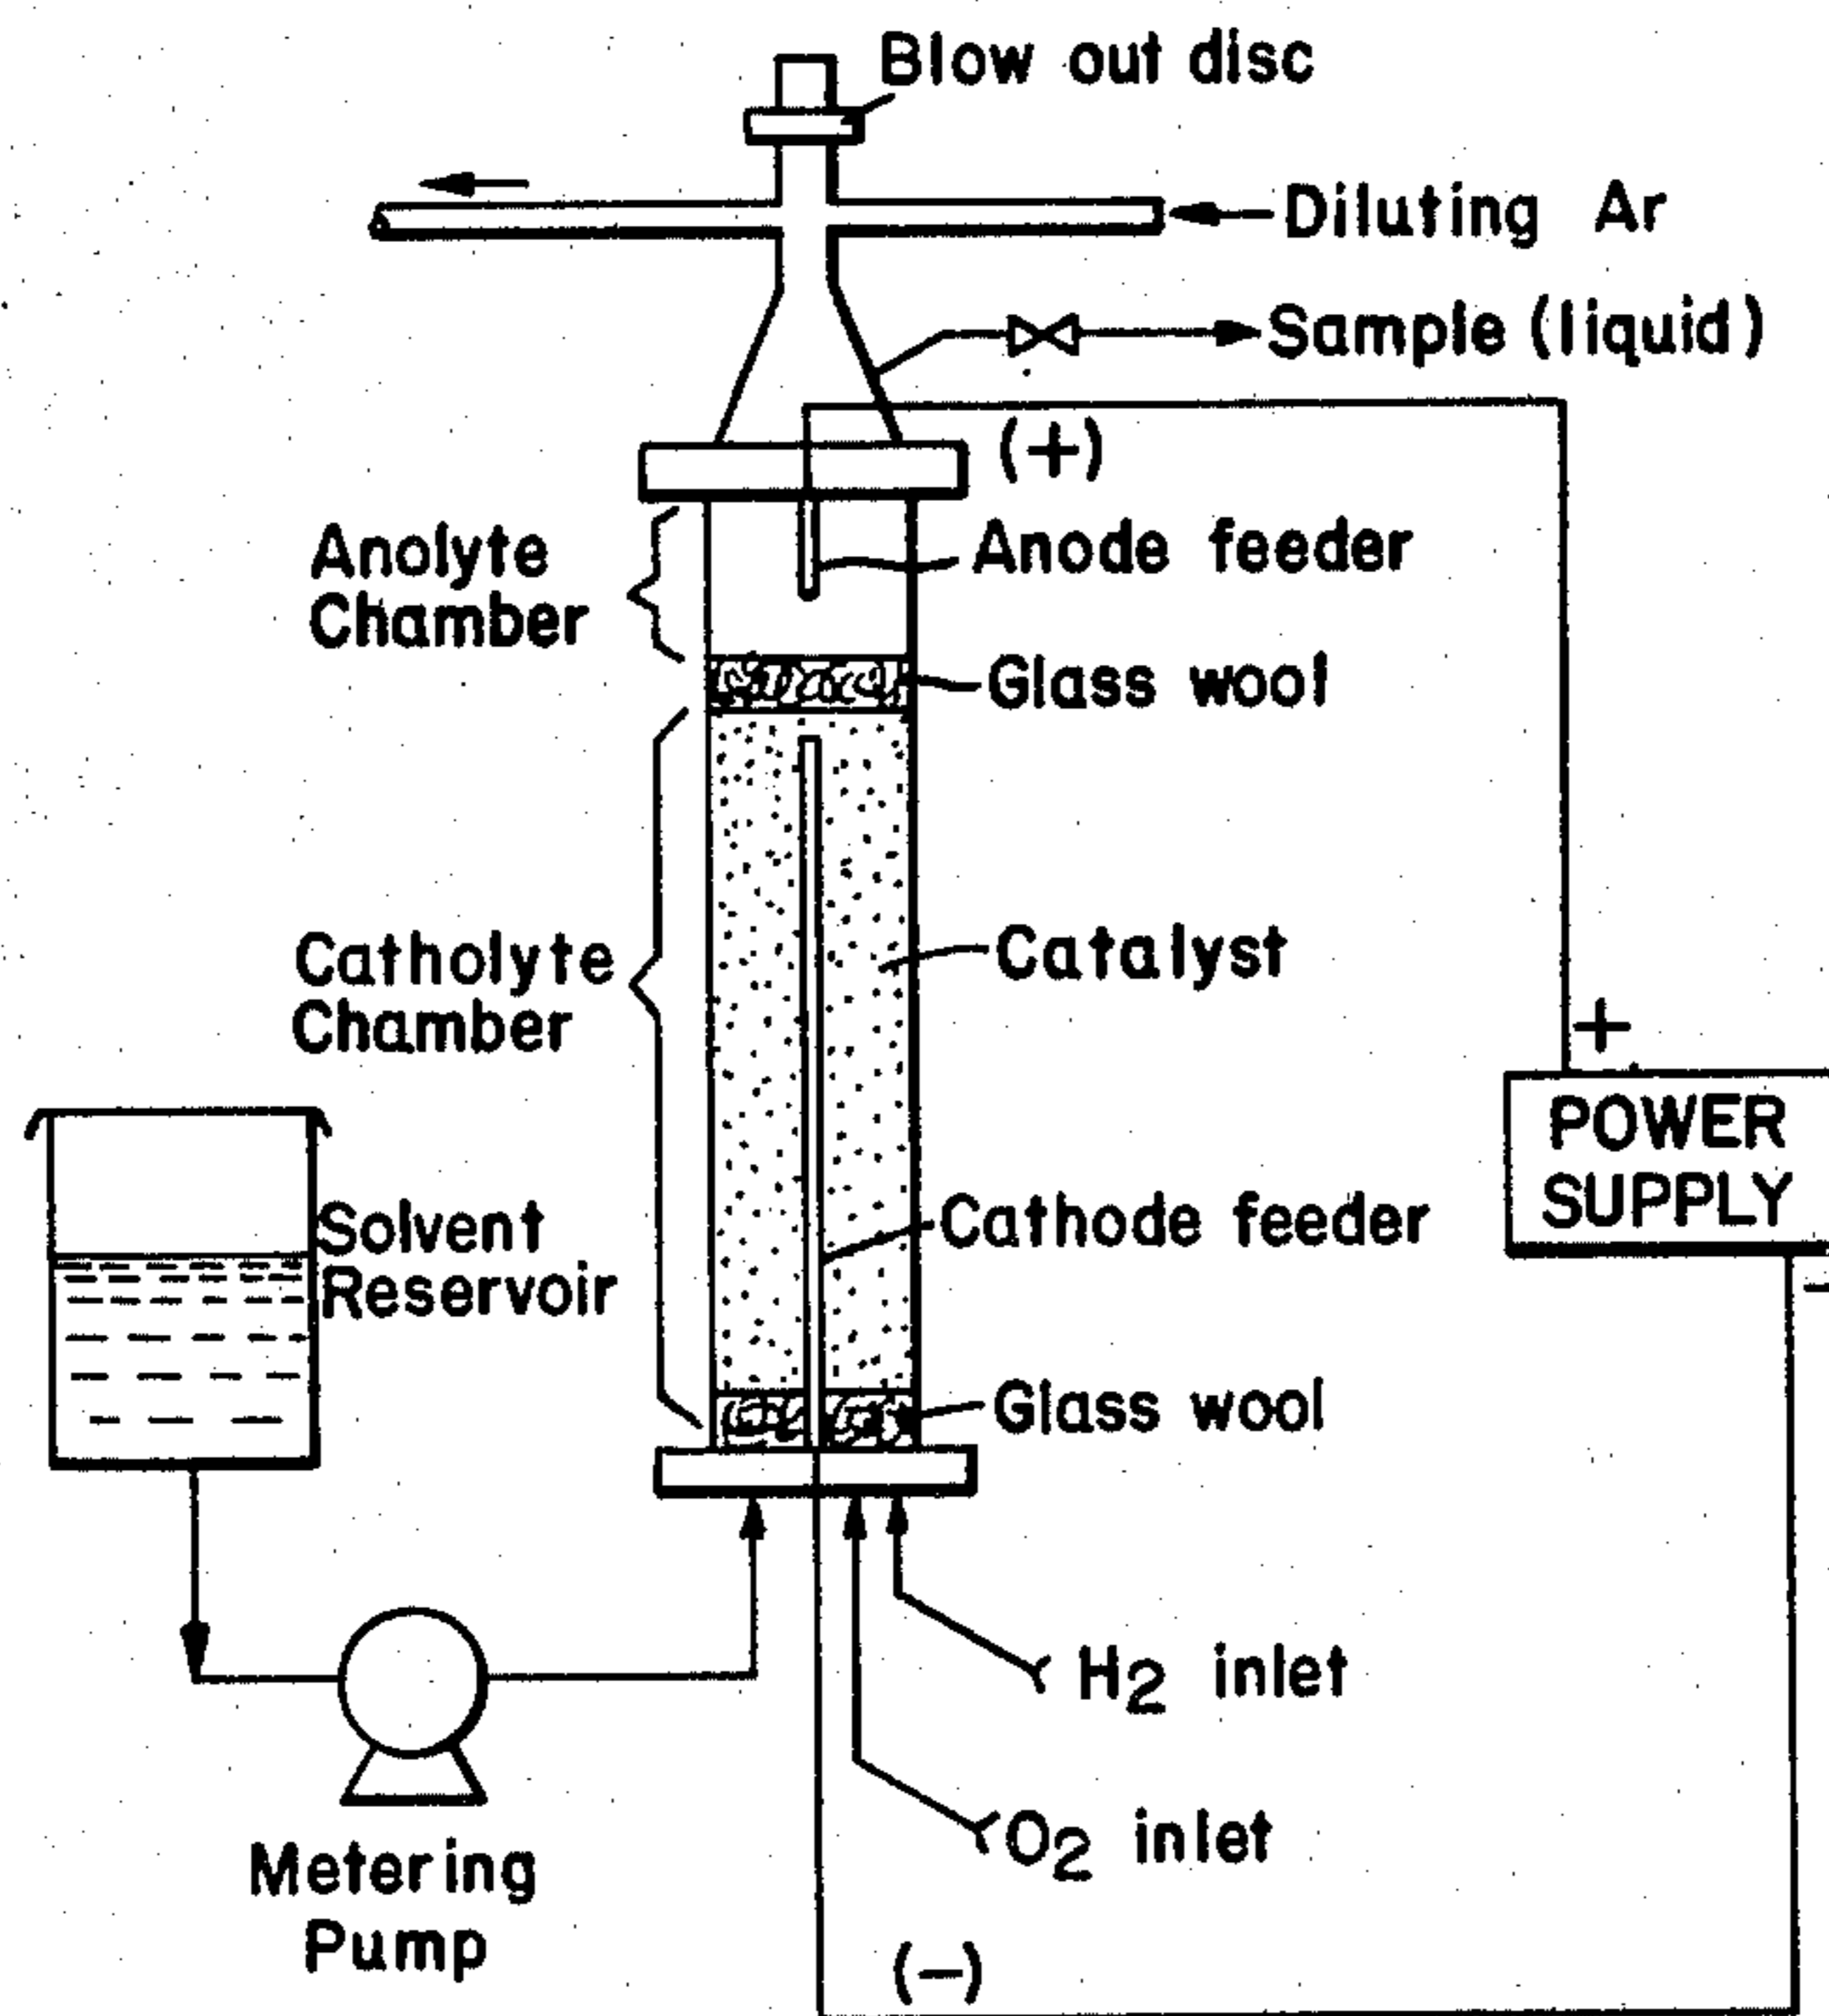 Blow out disc
Diluting Ar
Sample (liquid)
(+)
Anolyte
Chamber
Anode feeder
Glass wool
Catholyte
Chamber
Catalyst
+
POWER
SUPPLY
-
Solvent
Reservoir
Cathode feeder
Glass wool
H2 inlet
O2 inlet
Metering
Pump
(-)